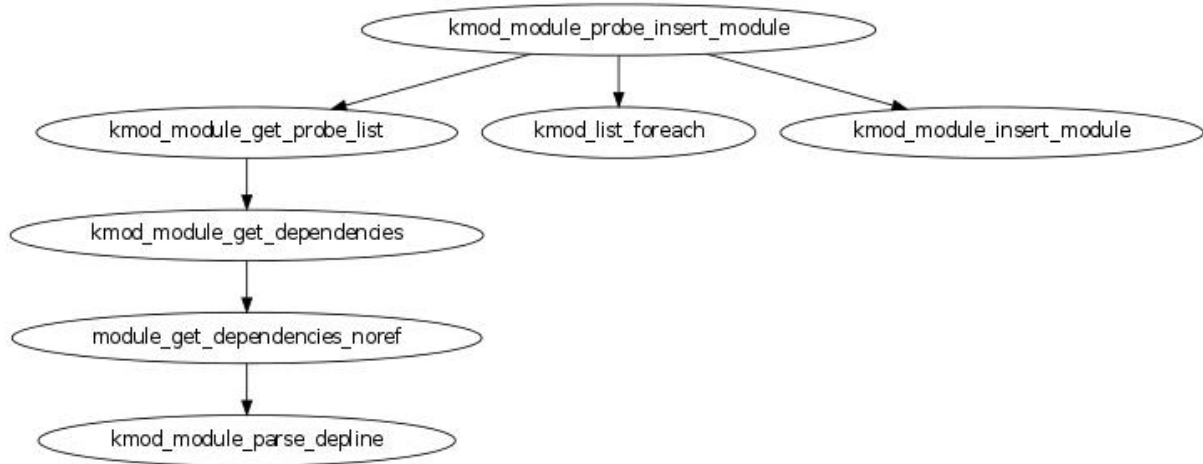 kmod_module_probe_insert_module
kmod_module_get_probe_list
kmod_list_foreach
kmod_module_insert_module
kmod_module_get_dependencies
module_get_dependencies_noref
kmod_module_parse_depline